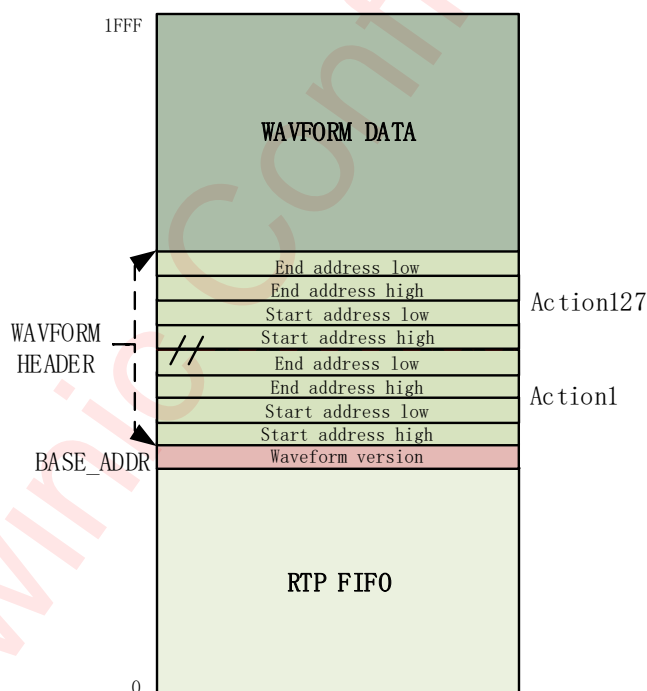 1FFF
WAVFORM DATA
End address low
End address high
Start address low
Start address high
Action127
WAVFORM
HEADER
End address low
End address high
Start address low
Start address high
Action1
BASE_ADDR
Waveform version
RTP FIFO
0